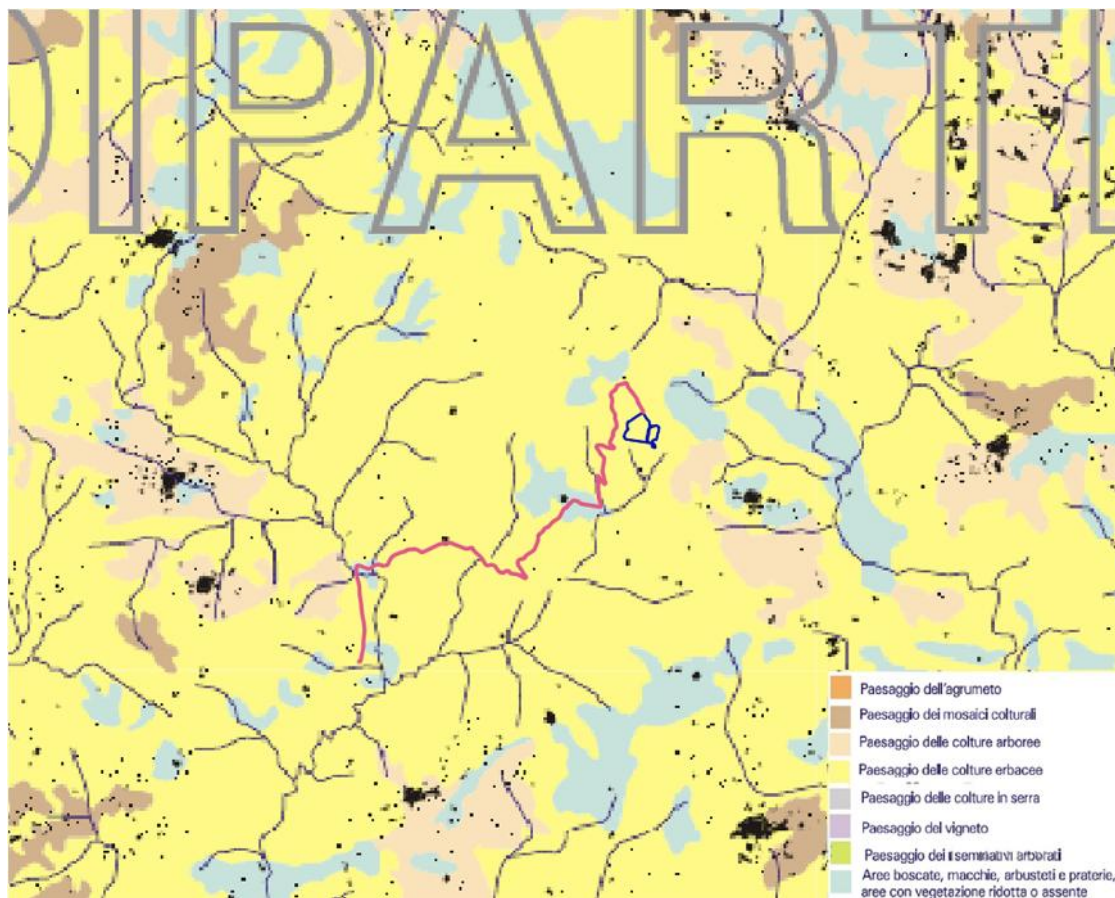 DIPARTI
Paesaggio dell'agrumeto
Paesaggio dei mosaici colturali
Paesaggio delle colture arboree
Paesaggio delle colture erbacee
Paesaggio delle colture in serra
Paesaggio del vigneto
Paesaggio dei seminativi arborati
Aree boscate, macchie, arbusteti e praterie,
aree con vegetazione ridotta o assente